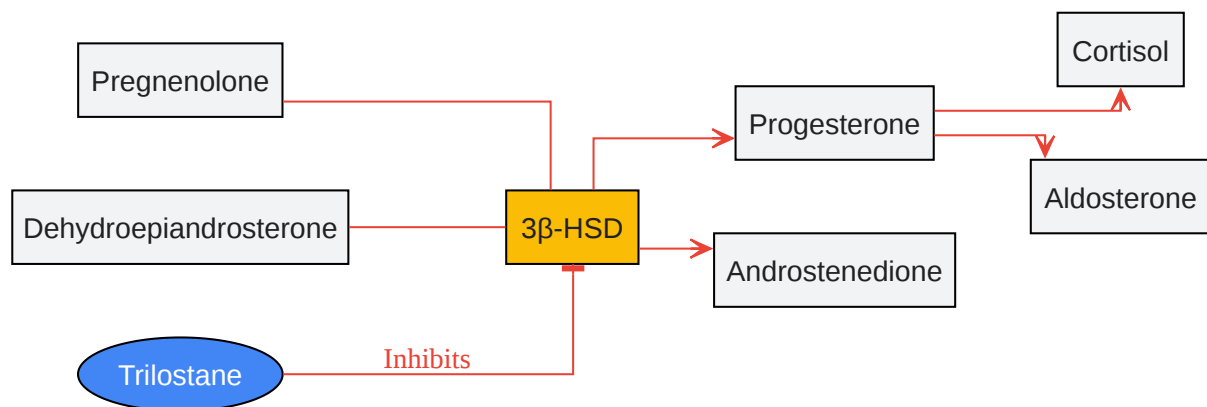 Pregnenolone
Dehydroepiandrosterone
Trilostane
Inhibits
3β-HSD
Progesterone
Androstenedione
Cortisol
Aldosterone